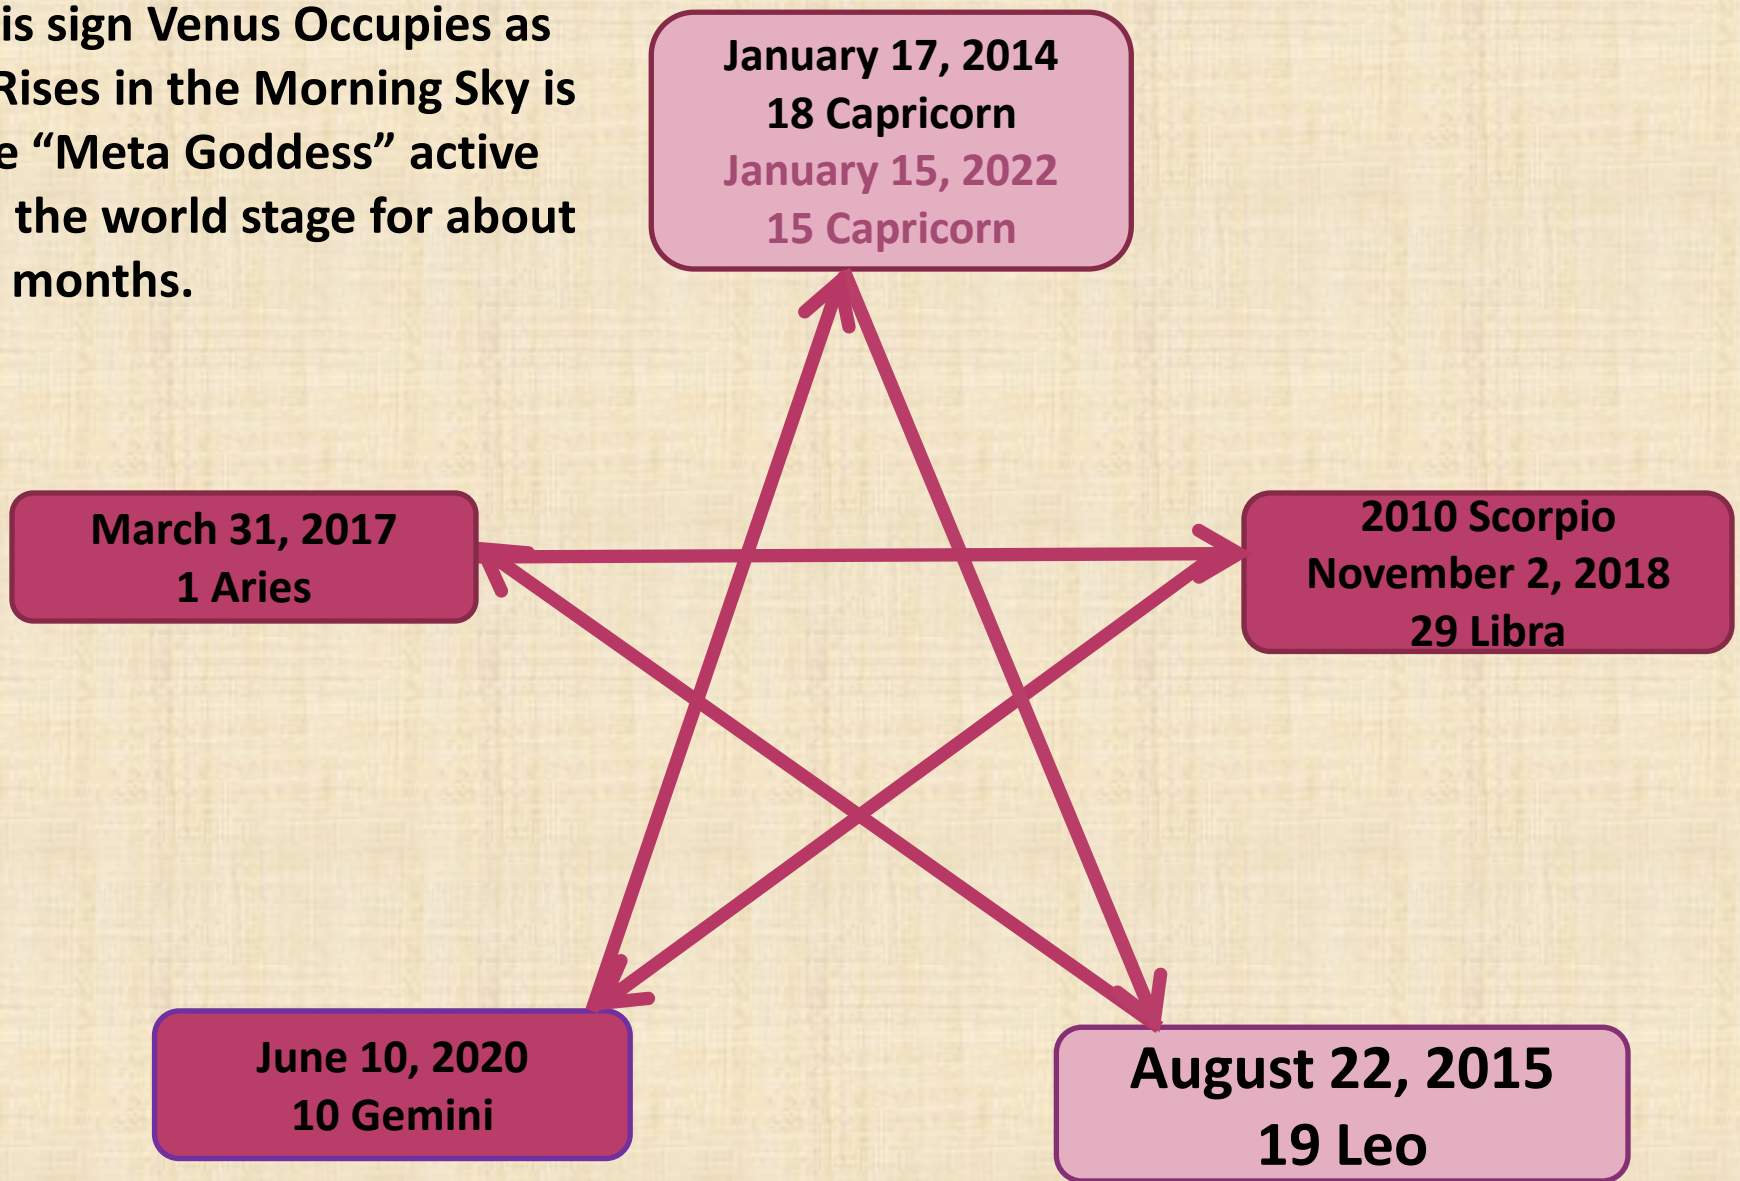 is sign Venus Occupies as
Rises in the Morning Sky is
e “Meta Goddess” active
the world stage for about
months.
January 17, 2014
18 Capricorn
January 15, 2022
15 Capricorn
March 31, 2017
1 Aries
2010 Scorpio
November 2, 2018
29 Libra
June 10, 2020
10 Gemini
August 22, 2015
19 Leo